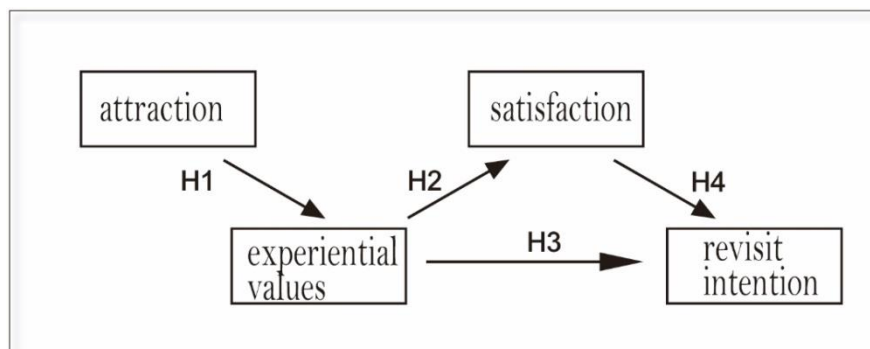 attraction
satisfaction
H1
H2
H4
H3
experiential
values
revisit
intention